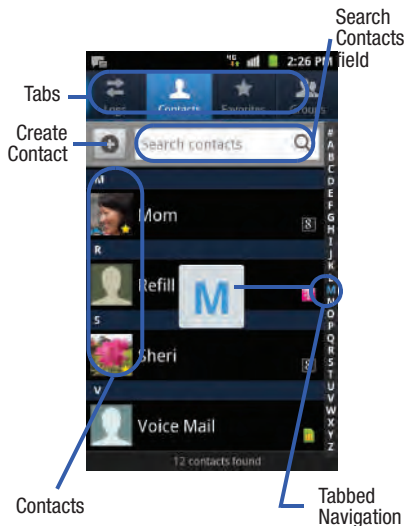 Search
Contacts
field
4G
2:26 PM
Tabs
Logs
Contacts
Favorites
Groups
Create
Contact
Search contacts
#
A
B
C
D
E
F
G
H
I
J
K
L
M
N
O
P
Q
R
S
T
U
V
W
X
Y
Z
M
Mom
R
Refill
M
S
Sheri
V
Voice Mail
12 contacts found
Contacts
Tabbed
Navigation